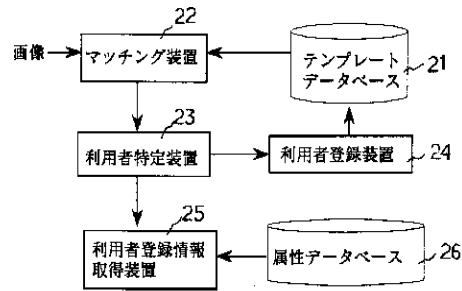 22
画像
マッチング装置
テンプレート
データベース
21
23
利用者特定装置
利用者登録装置
24
25
利用者登録情報
取得装置
属性データベース
26